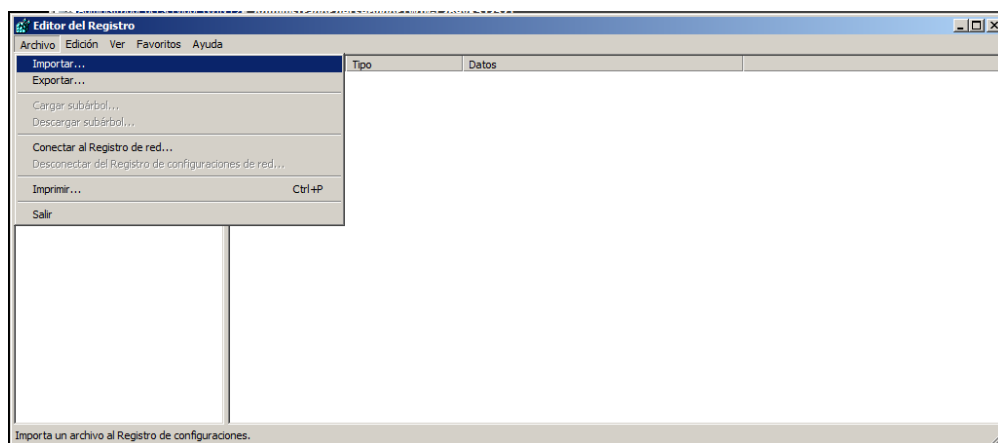 Editor del Registro
Archivo Edición Ver Favoritos Ayuda
Importar...
Tipo Datos
Exportar...
Cargar subárbol...
Descargar subárbol...
Conectar al Registro de red...
Desconectar del Registro de configuraciones de red...
Imprimir... Ctrl+P
Salir
Importa un archivo al Registro de configuraciones.